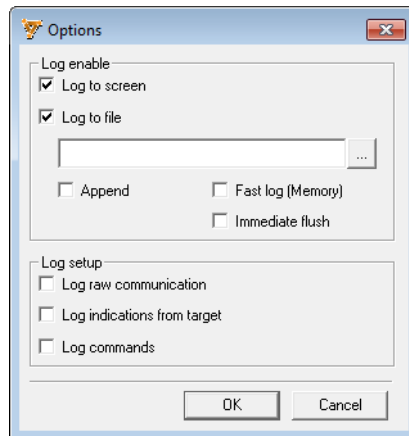 Options
Log enable
Log to screen
Log to file
...
Append
Fast log (Memory)
Immediate flush
Log setup
Log raw communication
Log indications from target
Log commands
OK
Cancel